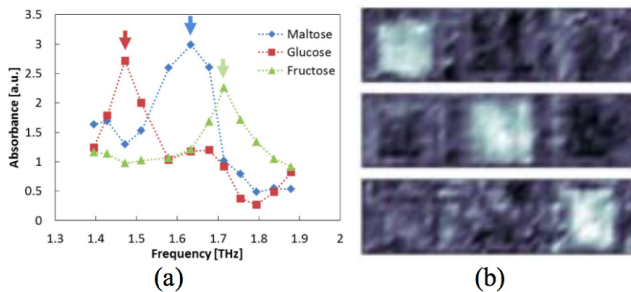 3.5
3
2.5
2
1.5
1
0.5
0
Absorbance [a.u.]
Maltose
Glucose
Fructose
1.3 1.4 1.5 1.6 1.7 1.8 1.9 2
Frequency [THz]
(a) (b)